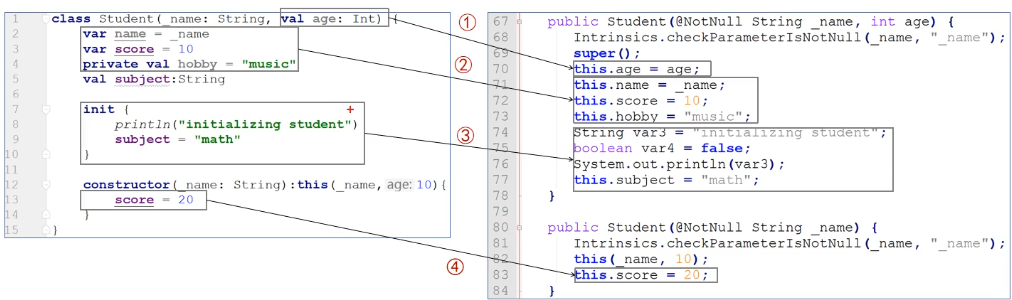 1 class Student(_name: String, val age: Int) {
2 var name = _name
3 var score = 10
4 private val hobby = "music"
5 val subject:String
6
7 init { +
8 println("initializing student")
9 subject = "math"
10 }
11
12 constructor(_name: String):this(_name, age: 10){
13 score = 20
14 }
15 }
①
②
③
④
67 public Student(@NotNull String _name, int age) {
68 Intrinsics.checkParameterIsNotNull(_name, "_name");
69 super();
70 this.age = age;
71 this.name = _name;
72 this.score = 10;
73 this.hobby = "music";
74 String var3 = "initializing student";
75 boolean var4 = false;
76 System.out.println(var3);
77 this.subject = "math";
78 }
79
80 public Student(@NotNull String _name) {
81 Intrinsics.checkParameterIsNotNull(_name, "_name");
82 this(_name, 10);
83 this.score = 20;
84 }